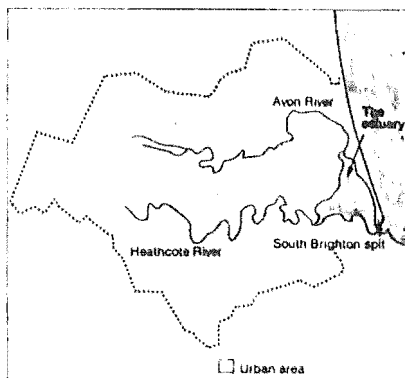 Avon River
The
estuary
Heathcote River
South Brighton spit
Urban area